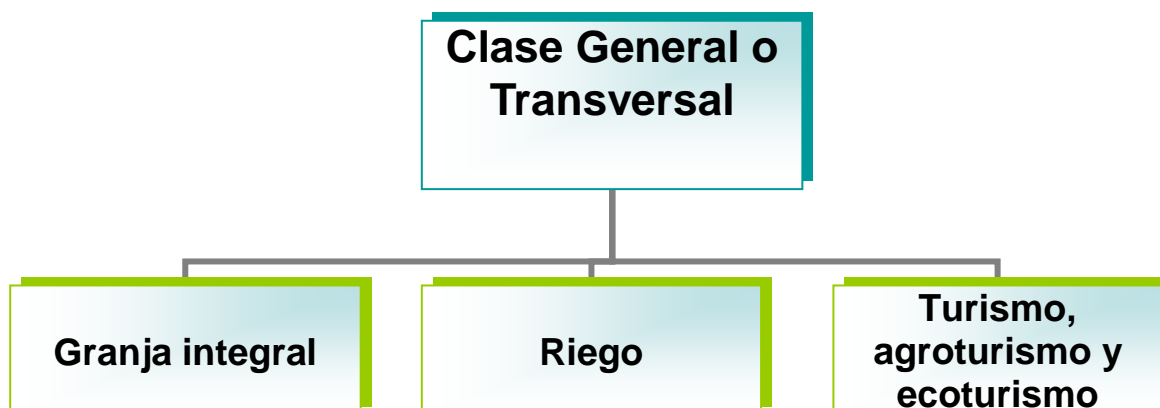 Clase General o
Transversal
Granja integral
Riego
Turismo,
agroturismo y
ecoturismo